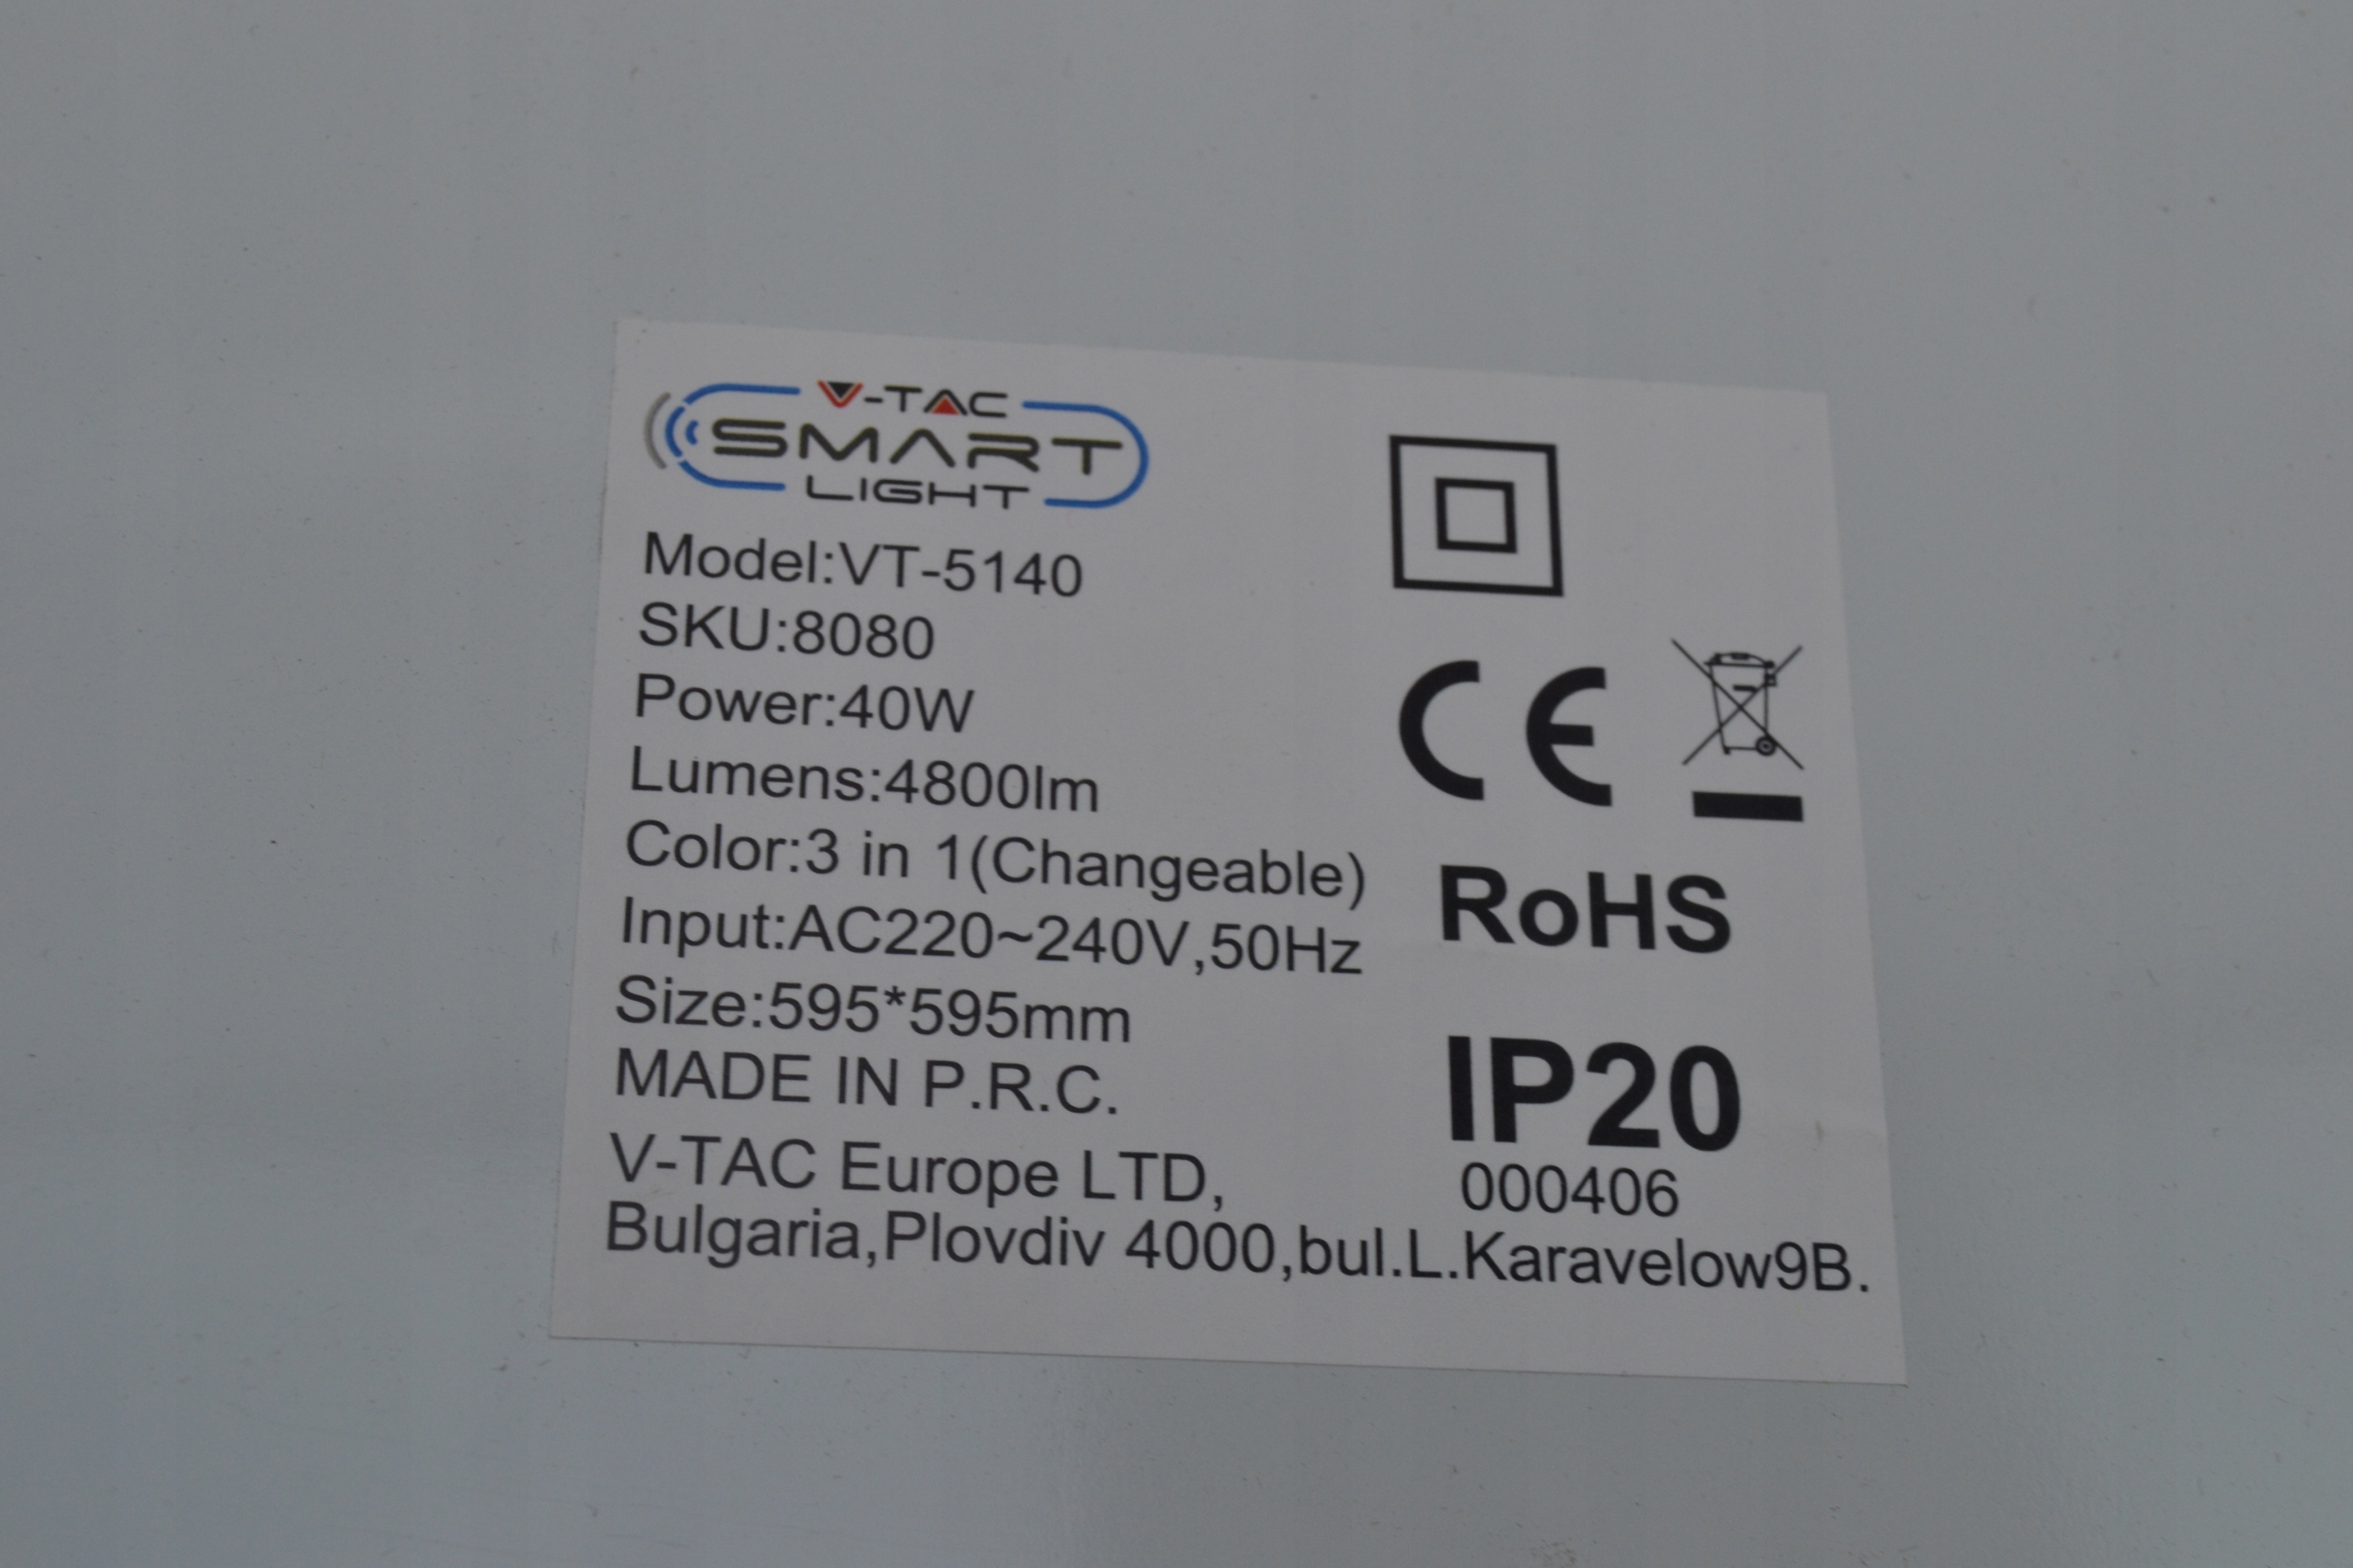 V-TAC
SMART
LIGHT
Model:VT-5140
SKU:8080
Power:40W
Lumens:4800lm
Color:3 in 1(Changeable)
Input:AC220~240V,50Hz
Size:595*595mm
MADE IN P.R.C.
V-TAC Europe LTD,
Bulgaria,Plovdiv 4000,bul.L.Karavelow9B.
CE
RoHS
IP20
000406